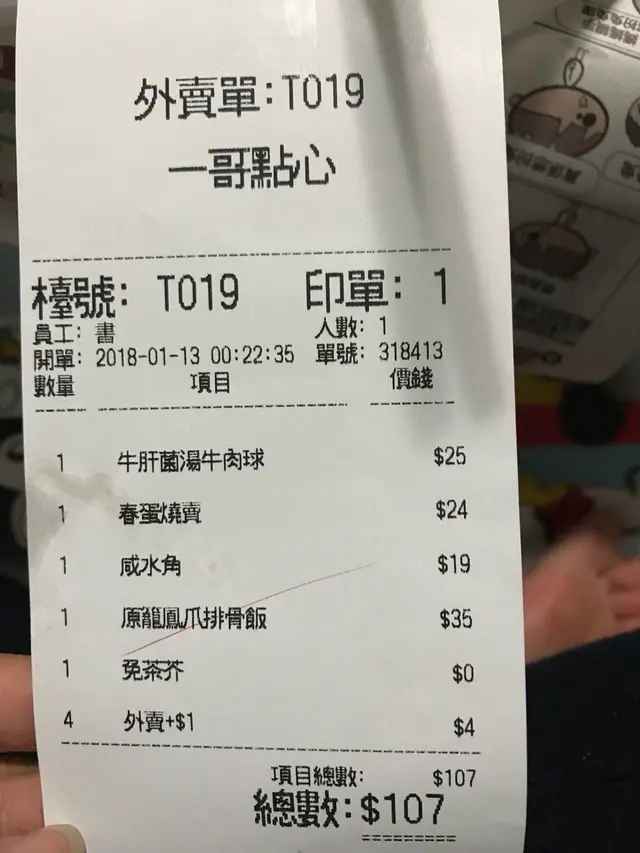 外賣單:T019
一哥點心
檯號: T019 印單: 1
員工: 書 人數: 1
開單: 2018-01-13 00:22:35 單號: 318413
數量 項目 價錢
1 牛肝菌湯牛肉球 $25
1 春蛋燒賣 $24
1 咸水角 $19
1 原籠鳳爪排骨飯 $35
1 免茶芥 $0
4 外賣+$1 $4
項目總數: $107
總數: $107